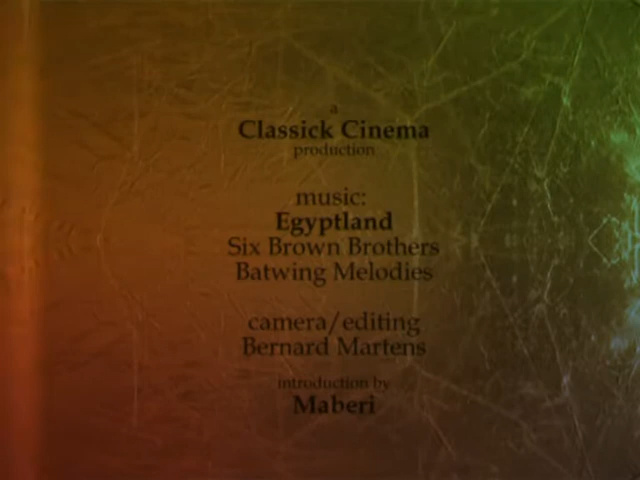 a
Classick Cinema
production
music:
Egyptland
Six Brown Brothers
Batwing Melodies
camera/editing
Bernard Martens
introduction by
Maberi